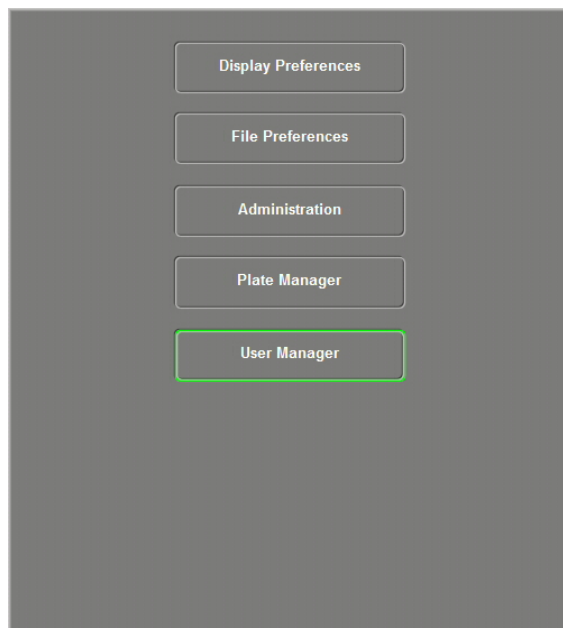 Display Preferences
File Preferences
Administration
Plate Manager
User Manager